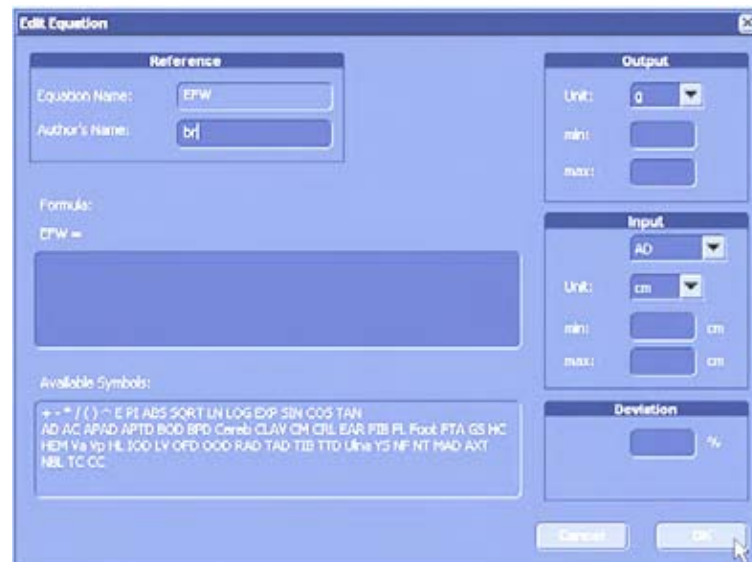 Edit Equation
Reference
Equation Name: EFW
Author's Name: br
Formula:
EFW =
Available Symbols:
+ - * / ( ) ^ E PI ABS SQRT LN LOG EXP SIN COS TAN
AD AC APAD APTD BOD BPD Cereb CLAV CM CRL EAR FIB FL Foot FTA GS HC
HEM Va Vp HL IOD LV OFD OOD RAD TAD TIB TTD Ulna YS NF NT MAD AXT
NBL TC CC
Output
Unit: g
min:
max:
Input
AD
Unit: cm
min: cm
max: cm
Deviation
%
Cancel OK